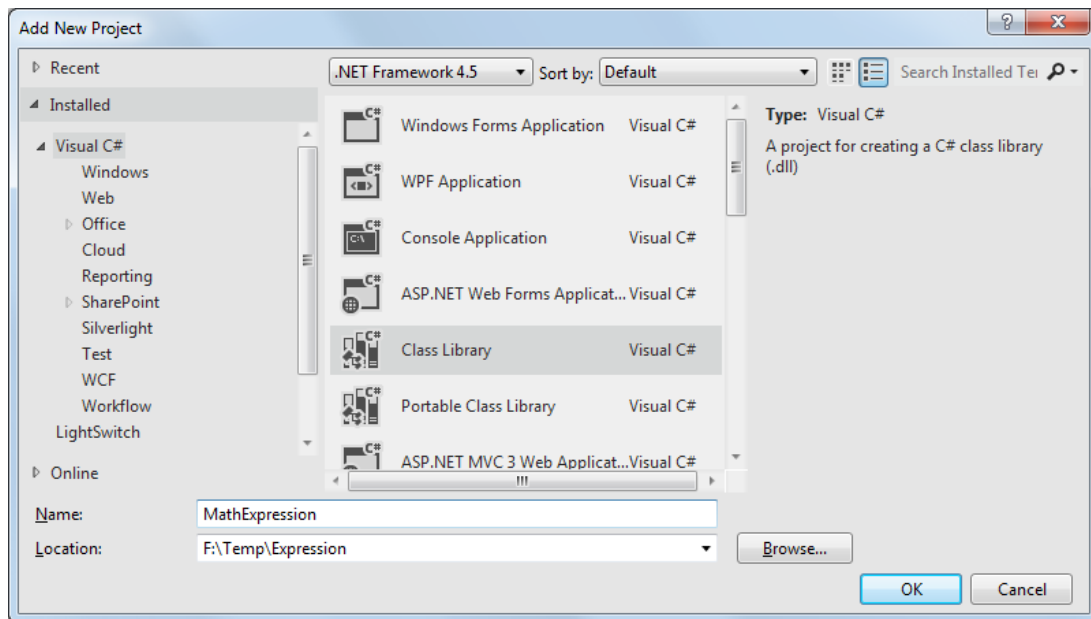 Add New Project
Recent
.NET Framework 4.5
Sort by: Default
Search Installed Te
Installed
Visual C#
Windows
Web
Office
Cloud
Reporting
SharePoint
Silverlight
Test
WCF
Workflow
LightSwitch
Online
C# Windows Forms Application Visual C#
C# WPF Application Visual C#
C# C:\ Console Application Visual C#
C# ASP.NET Web Forms Applicat... Visual C#
C# Class Library Visual C#
C# Portable Class Library Visual C#
C# ASP.NET MVC 3 Web Applicat... Visual C#
Type: Visual C#
A project for creating a C# class library
(.dll)
Name: MathExpression
Location: F:\Temp\Expression
Browse...
OK
Cancel